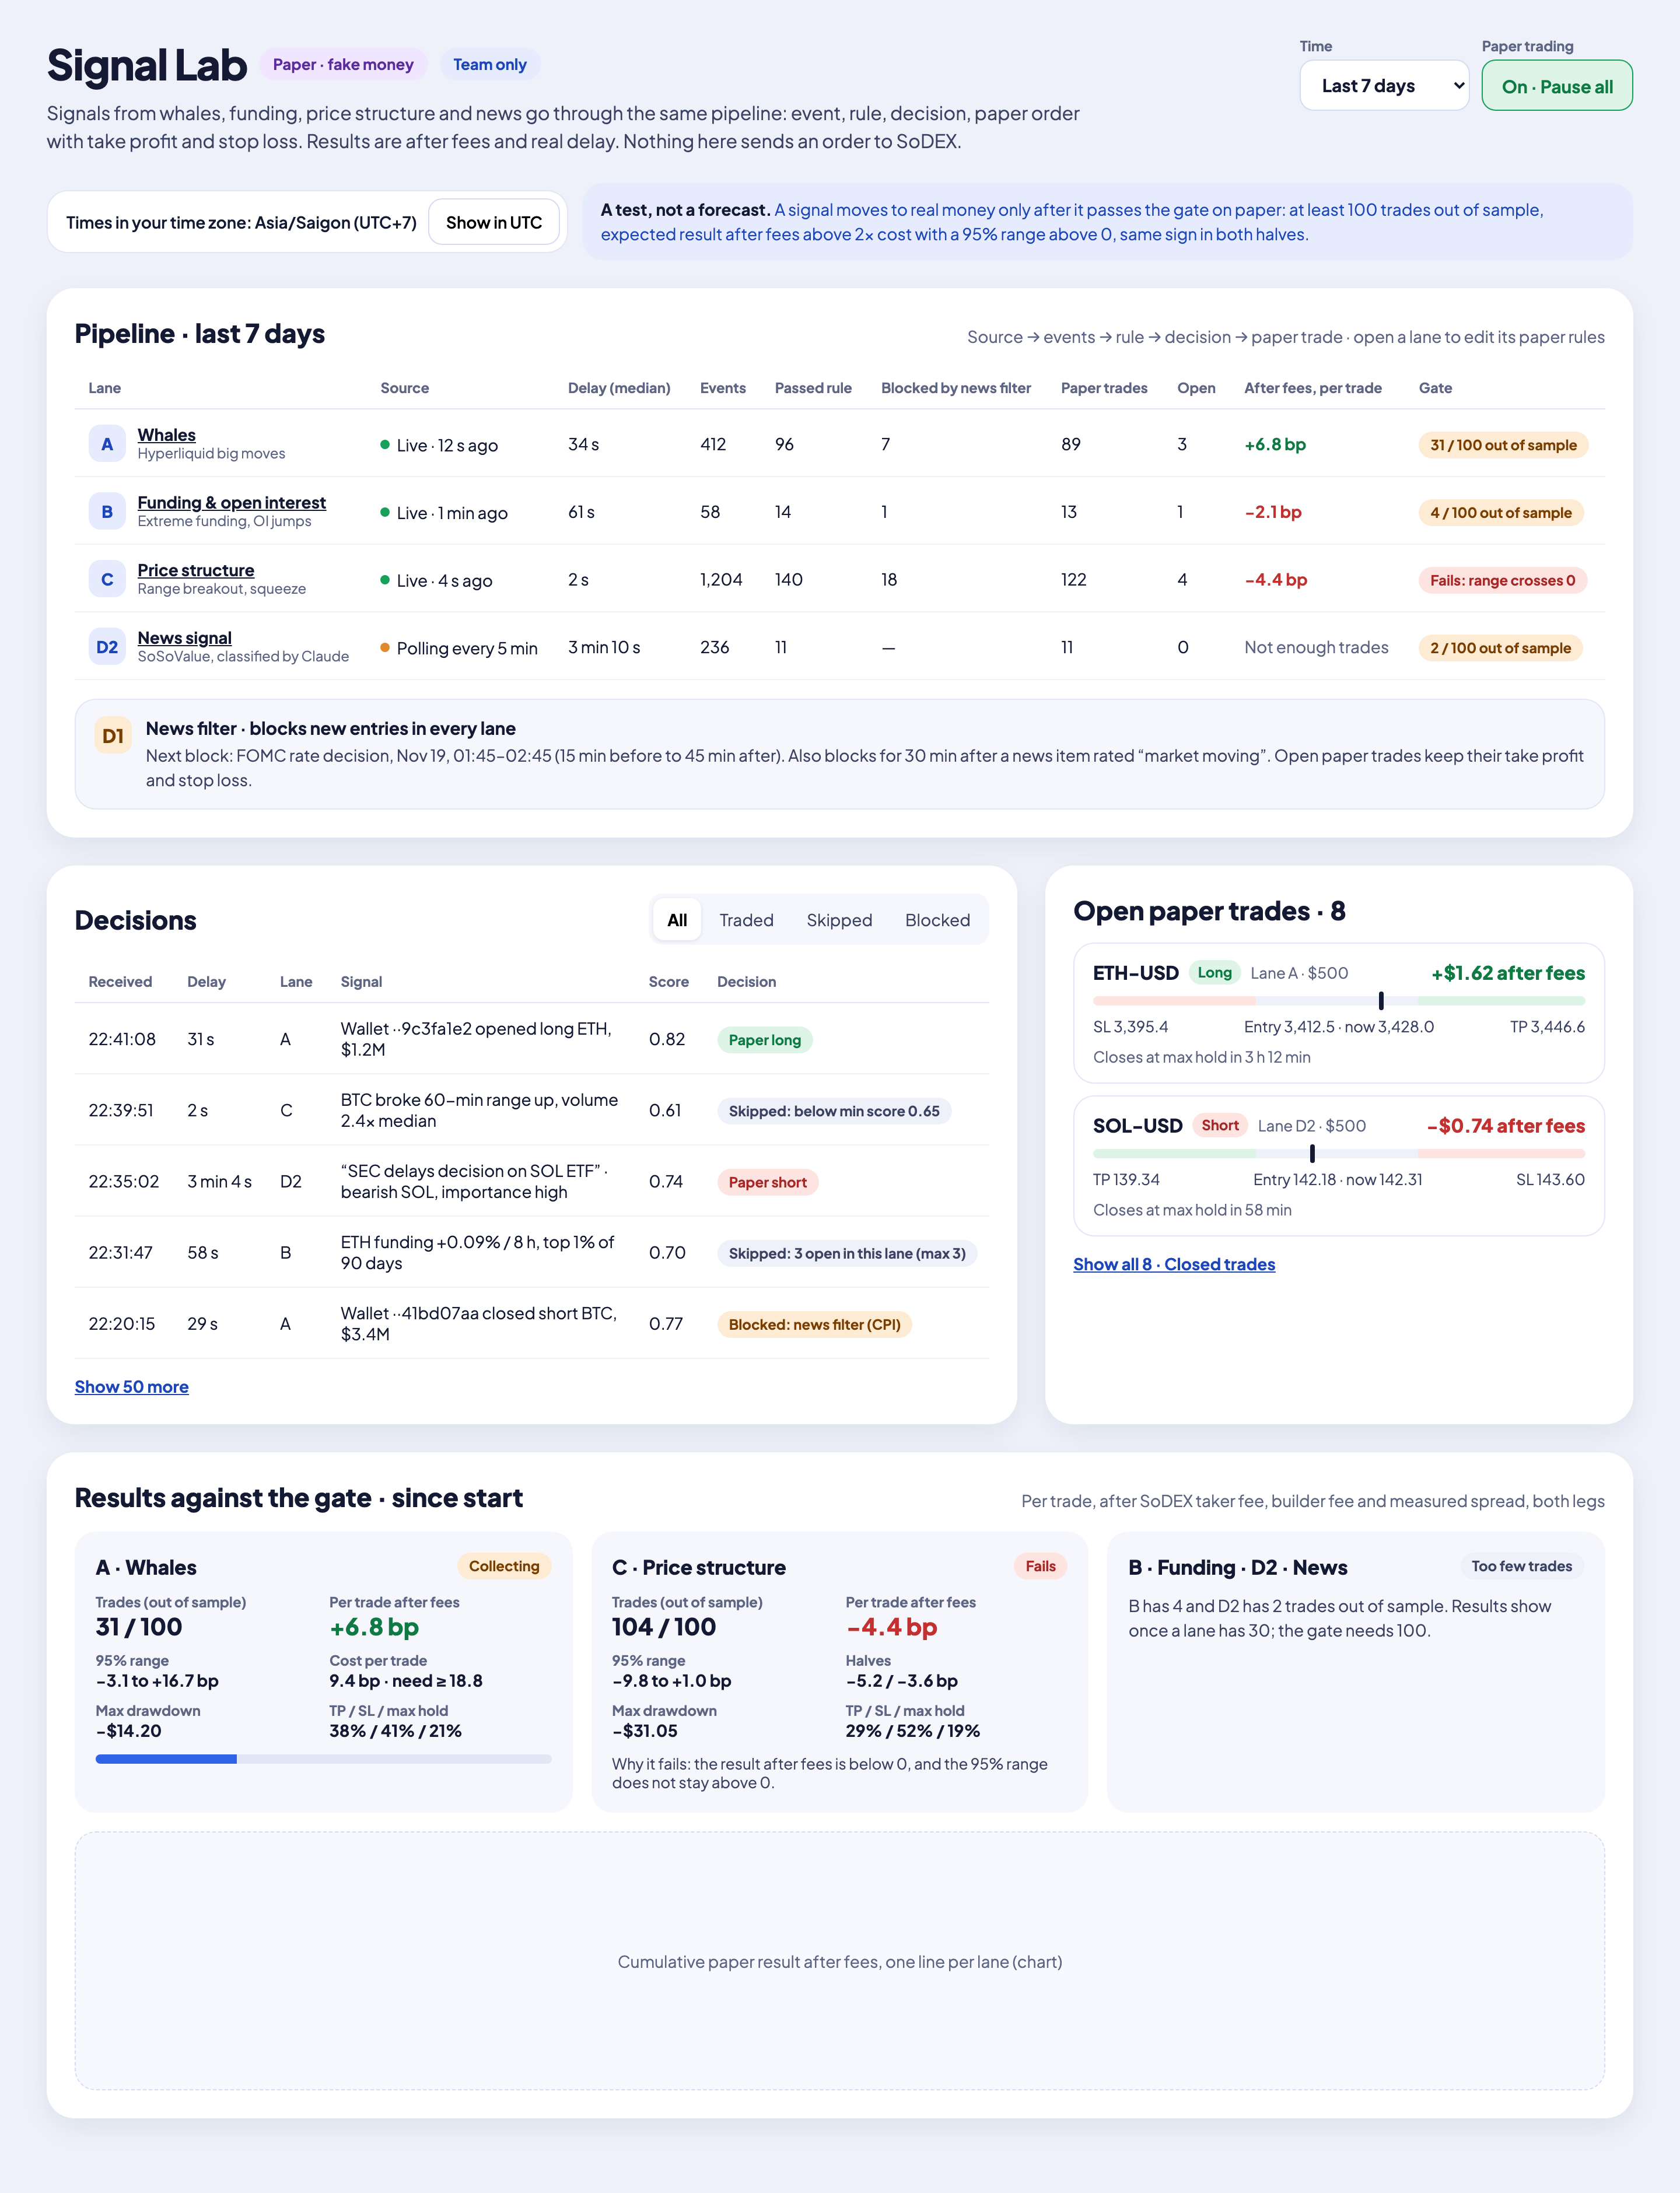 Signal Lab Paper · fake money Team only
Time
Last 7 days
Paper trading
On · Pause all
Signals from whales, funding, price structure and news go through the same pipeline: event, rule, decision, paper order
with take profit and stop loss. Results are after fees and real delay. Nothing here sends an order to SoDEX.
Times in your time zone: Asia/Saigon (UTC+7) Show in UTC
A test, not a forecast. A signal moves to real money only after it passes the gate on paper: at least 100 trades out of sample,
expected result after fees above 2× cost with a 95% range above 0, same sign in both halves.
Pipeline · last 7 days
Source → events → rule → decision → paper trade · open a lane to edit its paper rules
Lane Source Delay (median) Events Passed rule Blocked by news filter Paper trades Open After fees, per trade Gate
A Whales Live · 12 s ago 34 s 412 96 7 89 3 +6.8 bp 31 / 100 out of sample
Hyperliquid big moves
B Funding & open interest Live · 1 min ago 61 s 58 14 1 13 1 −2.1 bp 4 / 100 out of sample
Extreme funding, OI jumps
C Price structure Live · 4 s ago 2 s 1,204 140 18 122 4 −4.4 bp Fails: range crosses 0
Range breakout, squeeze
D2 News signal Polling every 5 min 3 min 10 s 236 11 — 11 0 Not enough trades 2 / 100 out of sample
SoSoValue, classified by Claude
D1 News filter · blocks new entries in every lane
Next block: FOMC rate decision, Nov 19, 01:45–02:45 (15 min before to 45 min after). Also blocks for 30 min after a news item rated “market moving”. Open paper trades keep their take profit
and stop loss.
Decisions
All Traded Skipped Blocked
Received Delay Lane Signal Score Decision
22:41:08 31 s A Wallet ··9c3fa1e2 opened long ETH, 0.82 Paper long
$1.2M
22:39:51 2 s C BTC broke 60-min range up, volume 0.61 Skipped: below min score 0.65
2.4× median
22:35:02 3 min 4 s D2 “SEC delays decision on SOL ETF” · 0.74 Paper short
bearish SOL, importance high
22:31:47 58 s B ETH funding +0.09% / 8 h, top 1% of 0.70 Skipped: 3 open in this lane (max 3)
90 days
22:20:15 29 s A Wallet ··41bd07aa closed short BTC, 0.77 Blocked: news filter (CPI)
$3.4M
Show 50 more
Open paper trades · 8
ETH-USD Long Lane A · $500 +$1.62 after fees
SL 3,395.4 Entry 3,412.5 · now 3,428.0 TP 3,446.6
Closes at max hold in 3 h 12 min
SOL-USD Short Lane D2 · $500 −$0.74 after fees
TP 139.34 Entry 142.18 · now 142.31 SL 143.60
Closes at max hold in 58 min
Show all 8 · Closed trades
Results against the gate · since start
Per trade, after SoDEX taker fee, builder fee and measured spread, both legs
A · Whales Collecting
Trades (out of sample) Per trade after fees
31 / 100 +6.8 bp
95% range Cost per trade
−3.1 to +16.7 bp 9.4 bp · need ≥ 18.8
Max drawdown TP / SL / max hold
−$14.20 38% / 41% / 21%
C · Price structure Fails
Trades (out of sample) Per trade after fees
104 / 100 −4.4 bp
95% range Halves
−9.8 to +1.0 bp −5.2 / −3.6 bp
Max drawdown TP / SL / max hold
−$31.05 29% / 52% / 19%
Why it fails: the result after fees is below 0, and the 95% range
does not stay above 0.
B · Funding · D2 · News Too few trades
B has 4 and D2 has 2 trades out of sample. Results show
once a lane has 30; the gate needs 100.
Cumulative paper result after fees, one line per lane (chart)